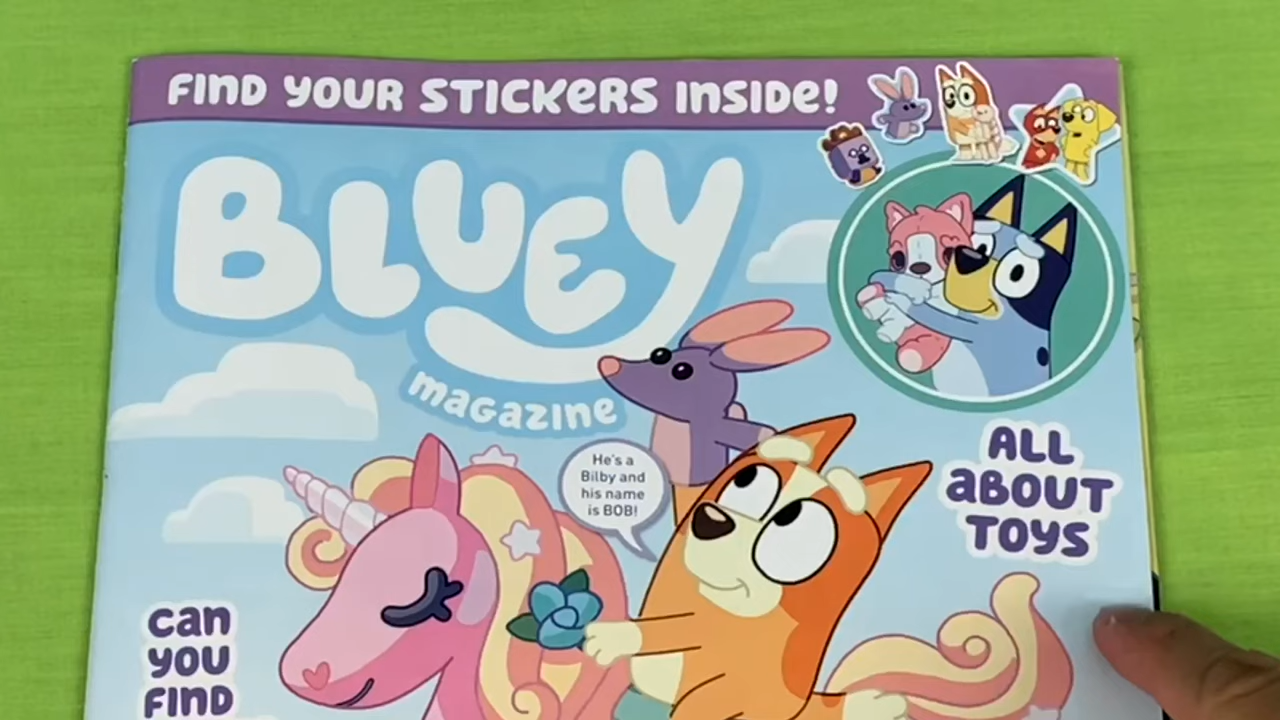 FIND YOUR STICKERS INSIDE!
BLUEY
magazine
He's a
Bilby and
his name
is BOB!
ALL
ABOUT
TOYS
can
YOU
FIND